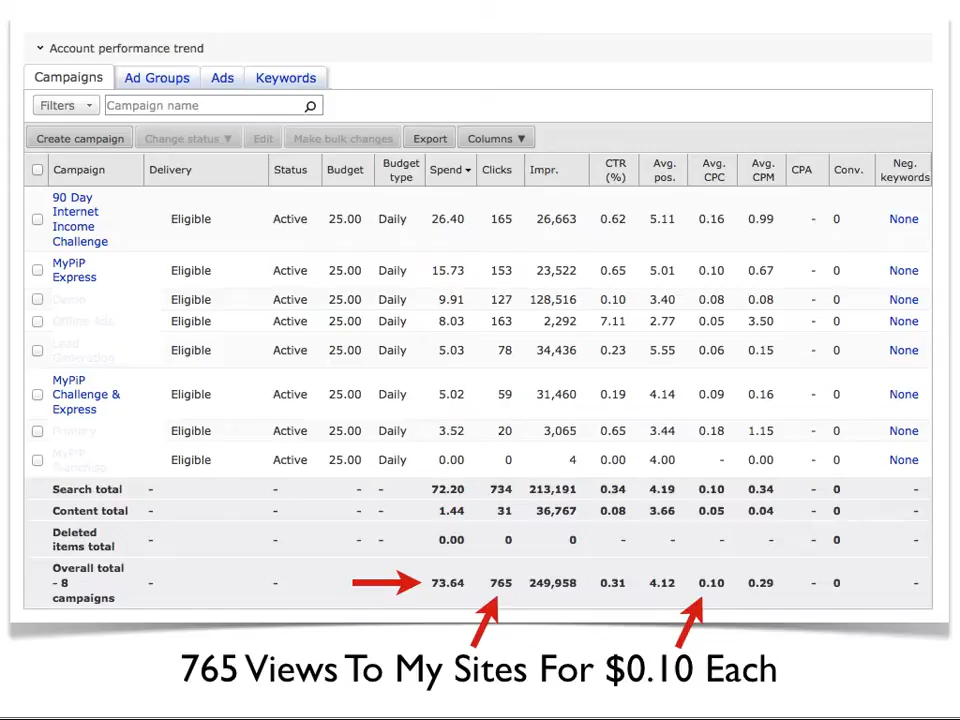 Account performance trend
Campaigns Ad Groups Ads Keywords
Filters Campaign name
Create campaign Change status Edit Make bulk changes Export Columns
Campaign Delivery Status Budget Budget type Spend Clicks Impr. CTR (%) Avg. pos. Avg. CPC Avg. CPM CPA Conv. Neg. keywords
90 Day Internet Income Challenge Eligible Active 25.00 Daily 26.40 165 26,663 0.62 5.11 0.16 0.99 - 0 None
MyPiP Express Eligible Active 25.00 Daily 15.73 153 23,522 0.65 5.01 0.10 0.67 - 0 None
Demo Eligible Active 25.00 Daily 9.91 127 128,516 0.10 3.40 0.08 0.08 - 0 None
Offline Ads Eligible Active 25.00 Daily 8.03 163 2,292 7.11 2.77 0.05 3.50 - 0 None
Lead Generation Eligible Active 25.00 Daily 5.03 78 34,436 0.23 5.55 0.06 0.15 - 0 None
MyPiP Challenge & Express Eligible Active 25.00 Daily 5.02 59 31,460 0.19 4.14 0.09 0.16 - 0 None
Primary Eligible Active 25.00 Daily 3.52 20 3,065 0.65 3.44 0.18 1.15 - 0 None
MyPiP Franchise Eligible Active 25.00 Daily 0.00 0 4 0.00 4.00 - 0.00 - 0 None
Search total - - - - 72.20 734 213,191 0.34 4.19 0.10 0.34 - 0 -
Content total - - - - 1.44 31 36,767 0.08 3.66 0.05 0.04 - 0 -
Deleted items total - - - - 0.00 0 0 - - - - - 0 -
Overall total - 8 campaigns - - 73.64 765 249,958 0.31 4.12 0.10 0.29 - 0 -
765 Views To My Sites For $0.10 Each